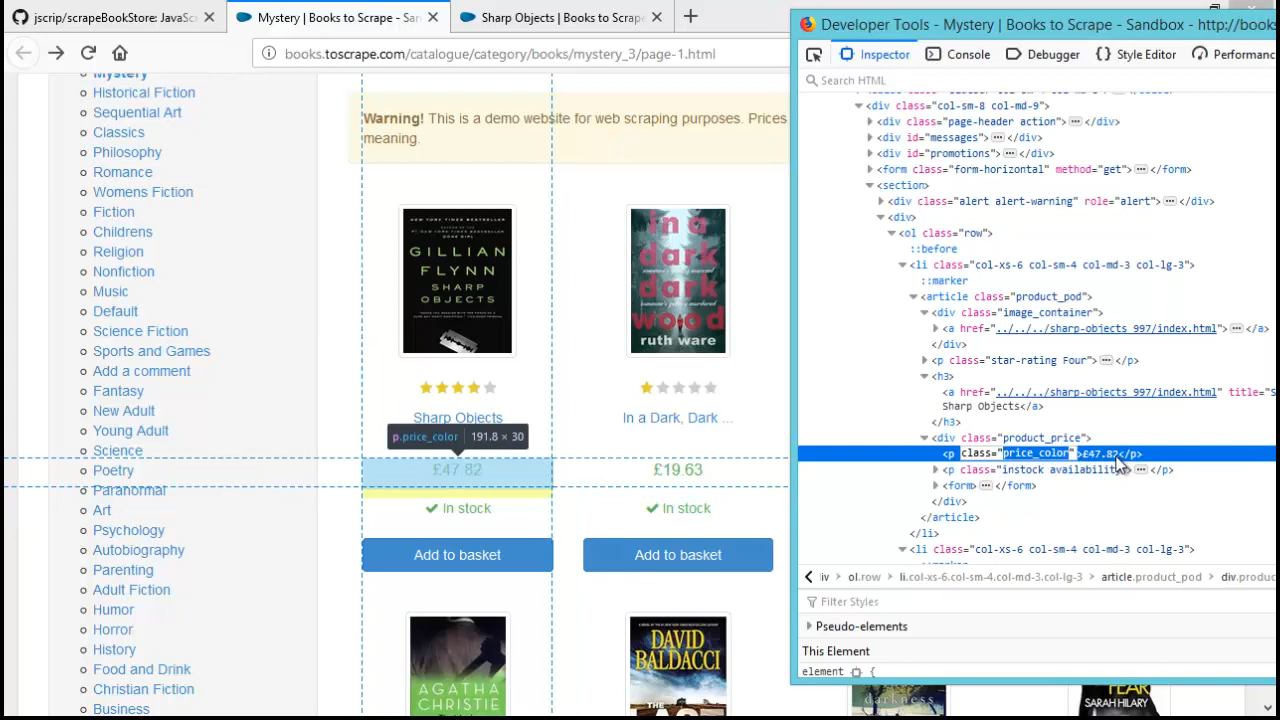 jscrip/scrapeBookStore: JavaSc
Mystery | Books to Scrape - San
Sharp Objects | Books to Scrape
books.toscrape.com/catalogue/category/books/mystery_3/page-1.html
Mystery
Historical Fiction
Sequential Art
Classics
Philosophy
Romance
Womens Fiction
Fiction
Childrens
Religion
Nonfiction
Music
Default
Science Fiction
Sports and Games
Add a comment
Fantasy
New Adult
Young Adult
Science
Poetry
Paranormal
Art
Psychology
Autobiography
Parenting
Adult Fiction
Humor
Horror
History
Food and Drink
Christian Fiction
Business
Warning! This is a demo website for web scraping purposes. Prices
meaning.
GILLIAN
FLYNN
SHARP
OBJECTS
in a
dark
dark
wood
ruth ware
Sharp Objects
In a Dark, Dark ...
p.price_color 191.8 × 30
£47.82
£19.63
In stock
In stock
Add to basket
Add to basket
AGATHA
CHRISTIE
DAVID
BALDACCI
THE
darkness
FEAR
SARAH HILARY
Developer Tools - Mystery | Books to Scrape - Sandbox - http://books
Inspector
Console
Debugger
Style Editor
Performanc
Search HTML
<div class="col-sm-8 col-md-9">
<div class="page-header action"> </div>
<div id="messages"> </div>
<div id="promotions"> </div>
<form class="form-horizontal" method="get"> </form>
<section>
<div class="alert alert-warning" role="alert"> </div>
<div>
<ol class="row">
::before
<li class="col-xs-6 col-sm-4 col-md-3 col-lg-3">
::marker
<article class="product_pod">
<div class="image_container">
<a href="../../../sharp-objects_997/index.html"> </a>
</div>
<p class="star-rating Four"> </p>
<h3>
<a href="../../../sharp-objects_997/index.html" title="S
Sharp Objects</a>
</h3>
<div class="product_price">
<p class="price_color">£47.82</p>
<p class="instock availability"> </p>
<form> </form>
</div>
</article>
</li>
<li class="col-xs-6 col-sm-4 col-md-3 col-lg-3">
iv
ol.row
li.col-xs-6.col-sm-4.col-md-3.col-lg-3
article.product_pod
div.produc
Filter Styles
Pseudo-elements
This Element
element {